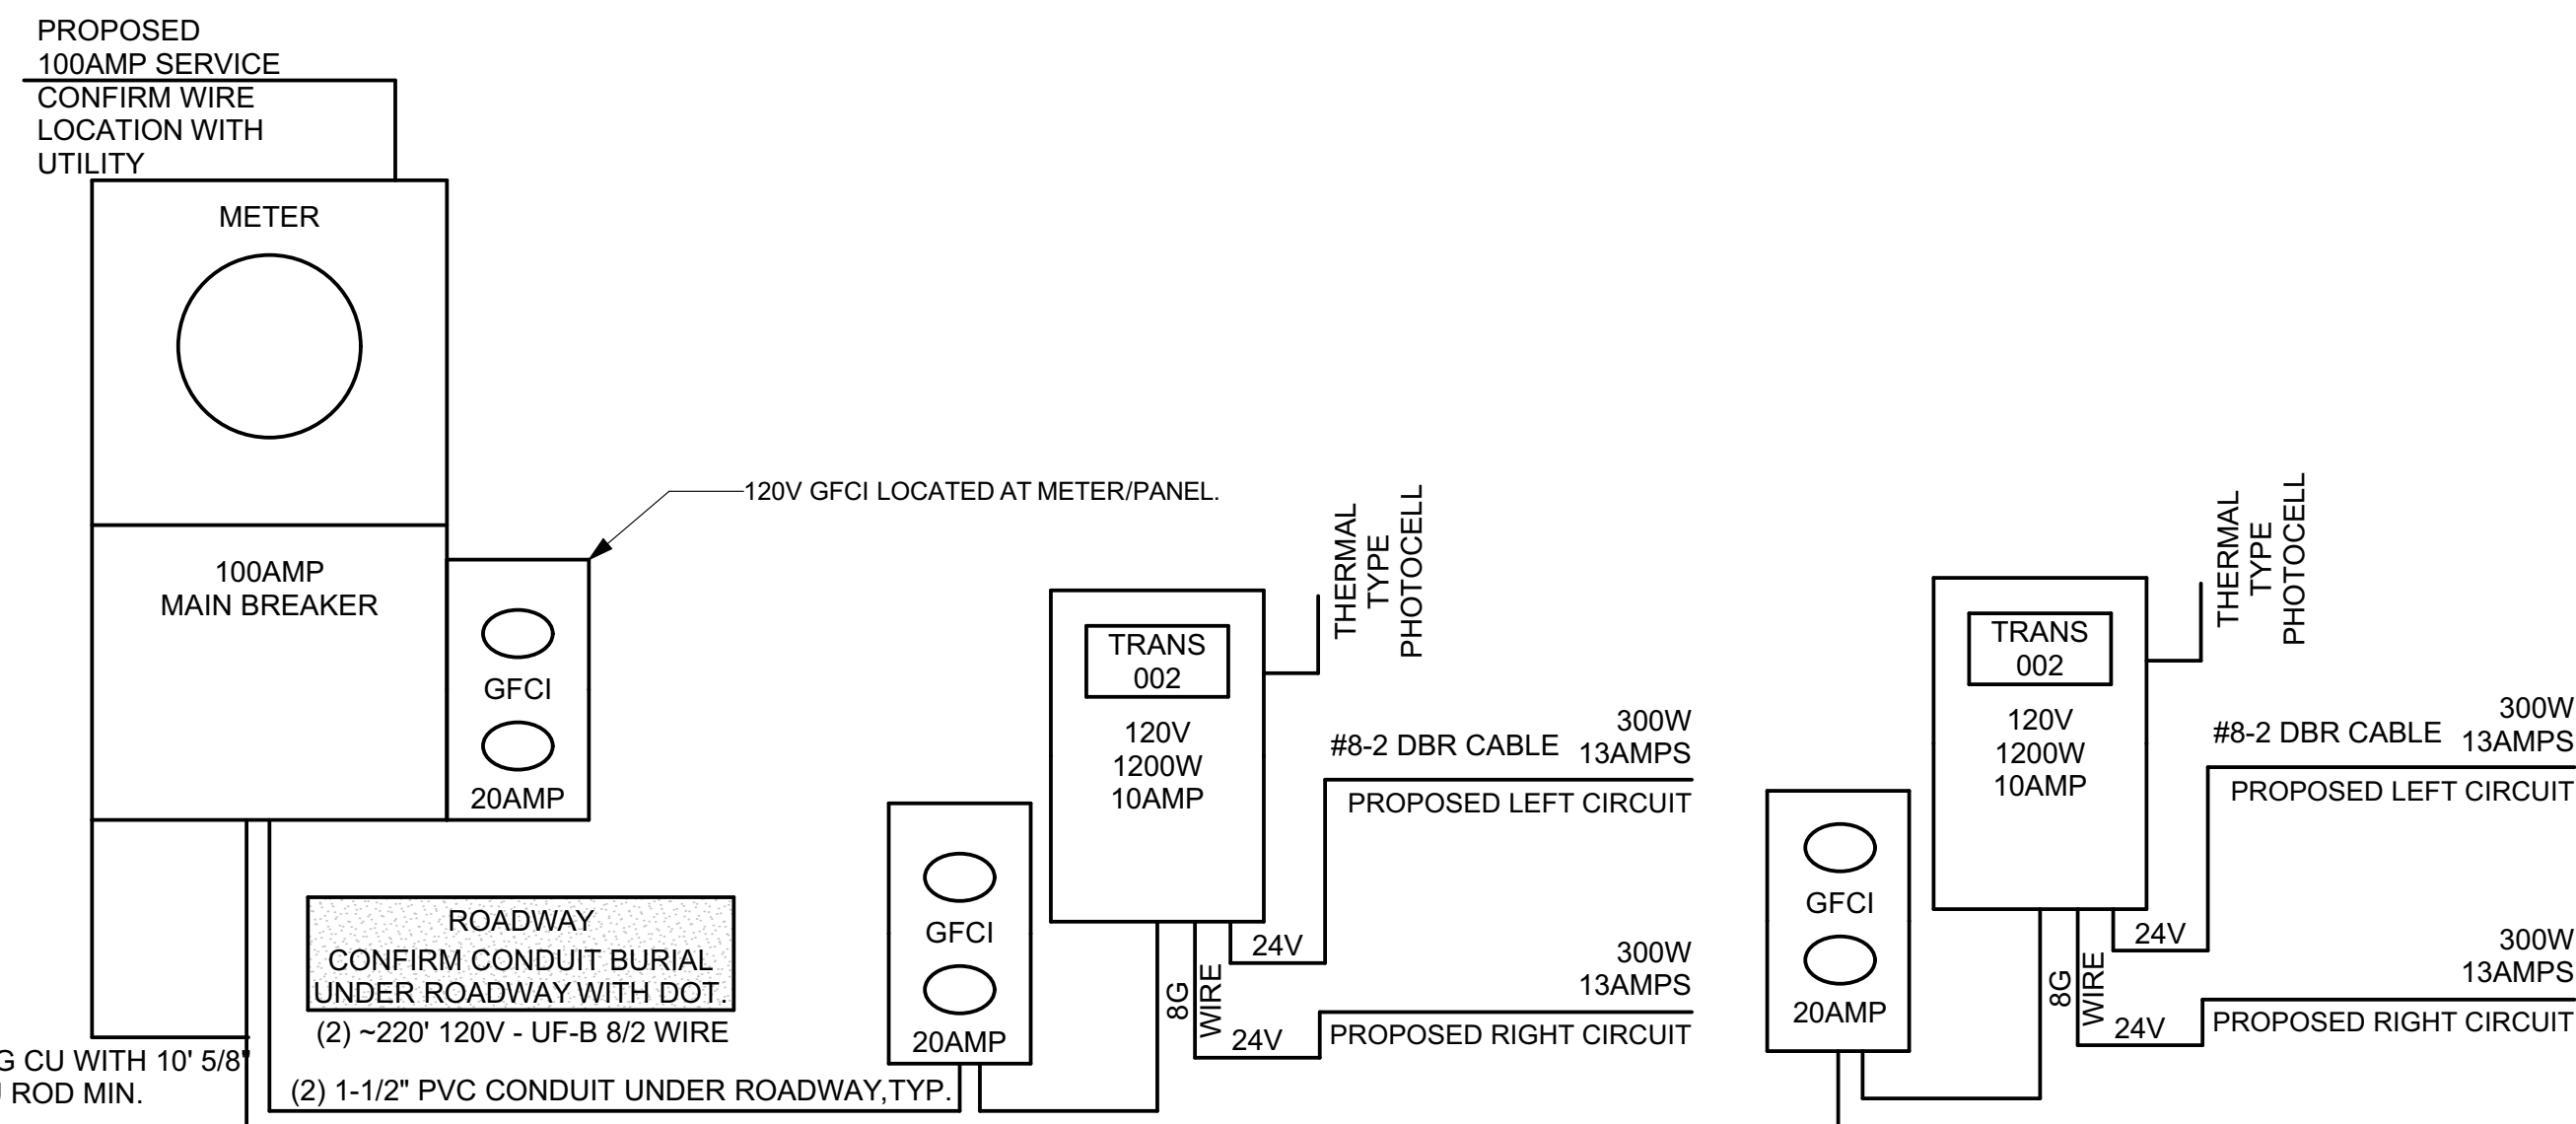 PROPOSED
100AMP SERVICE
CONFIRM WIRE
LOCATION WITH
UTILITY
METER
100AMP
MAIN BREAKER
GFCI
20AMP
120V GFCI LOCATED AT METER/PANEL.
ROADWAY
CONFIRM CONDUIT BURIAL
UNDER ROADWAY WITH DOT.
(2) ~220' 120V - UF-B 8/2 WIRE
(2) 1-1/2" PVC CONDUIT UNDER ROADWAY,TYP.
G CU WITH 10' 5/8"
ROD MIN.
GFCI
20AMP
TRANS
002
120V
1200W
10AMP
THERMAL
TYPE
PHOTOCELL
#8-2 DBR CABLE
300W
13AMPS
PROPOSED LEFT CIRCUIT
24V
8G
WIRE
300W
13AMPS
24V
PROPOSED RIGHT CIRCUIT
GFCI
20AMP
TRANS
002
120V
1200W
10AMP
THERMAL
TYPE
PHOTOCELL
#8-2 DBR CABLE
300W
13AMPS
PROPOSED LEFT CIRCUIT
24V
8G
WIRE
300W
13AMPS
24V
PROPOSED RIGHT CIRCUIT